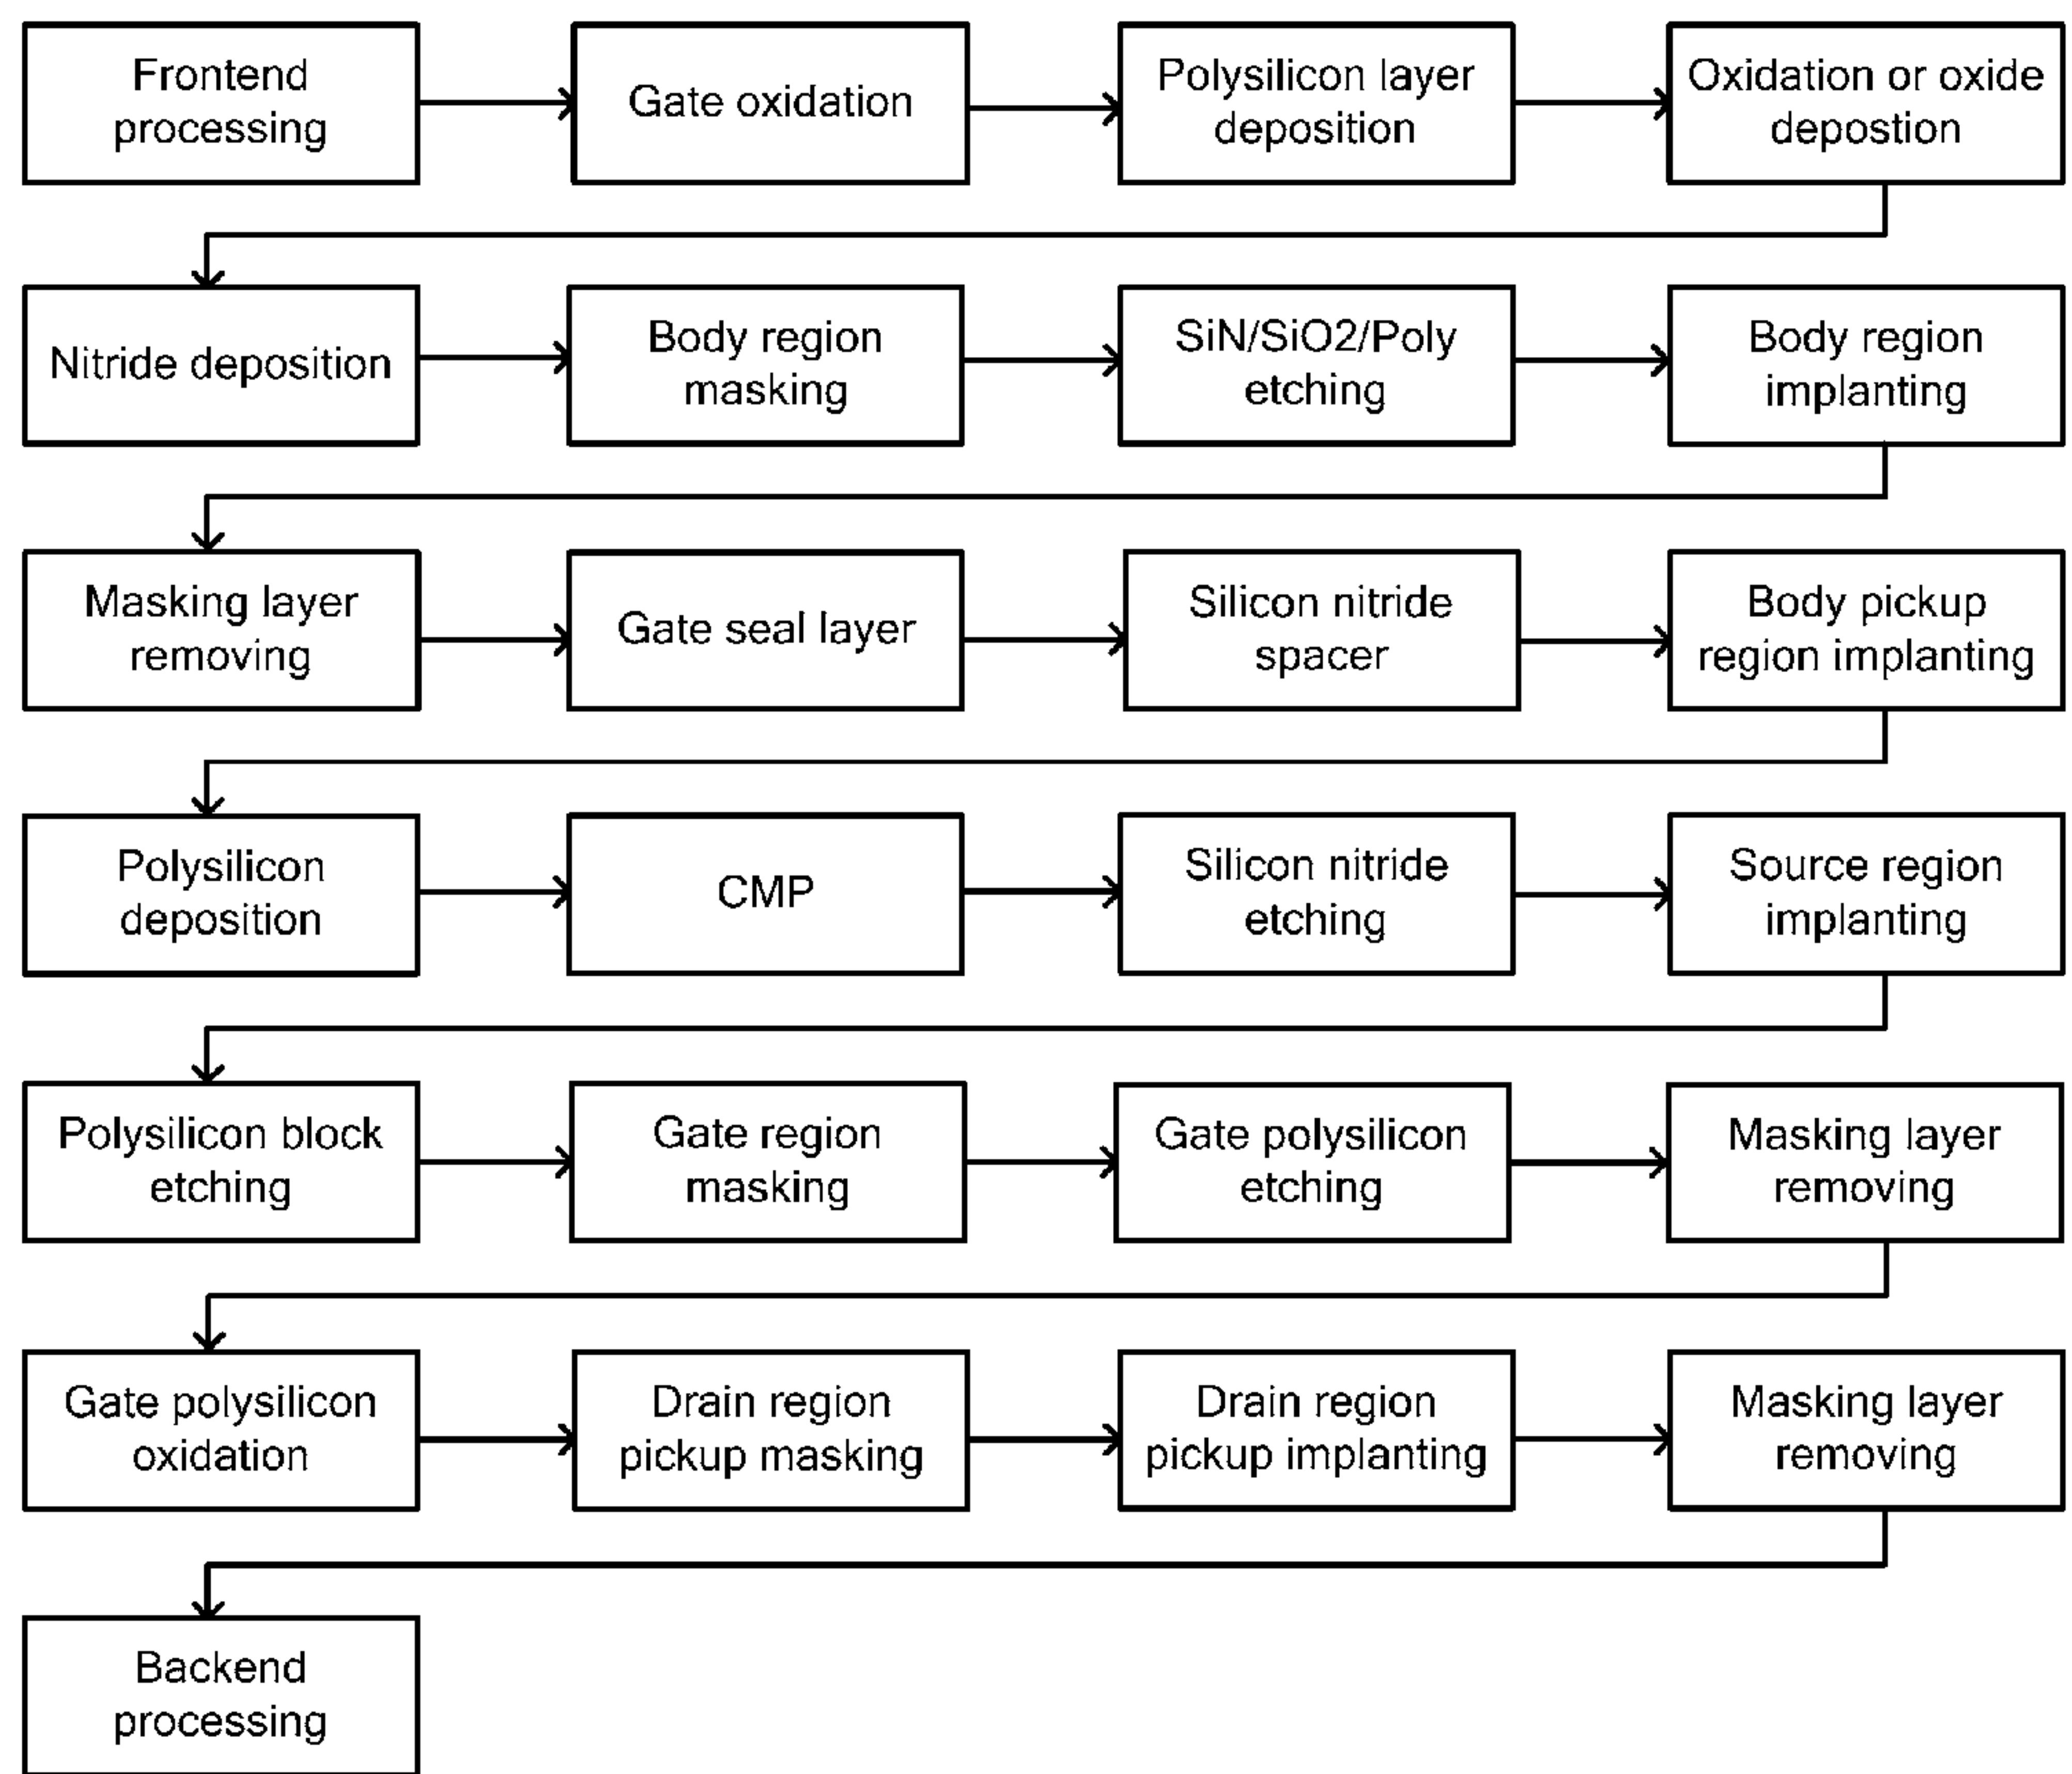 Frontend
processing
Gate oxidation
Polysilicon layer
deposition
Oxidation or oxide
depostion
Nitride deposition
Body region
masking
SiN/SiO2/Poly
etching
Body region
implanting
Masking layer
removing
Gate seal layer
Silicon nitride
spacer
Body pickup
region implanting
Polysilicon
deposition
CMP
Silicon nitride
etching
Source region
implanting
Polysilicon block
etching
Gate region
masking
Gate polysilicon
etching
Masking layer
removing
Gate polysilicon
oxidation
Drain region
pickup masking
Drain region
pickup implanting
Masking layer
removing
Backend
processing